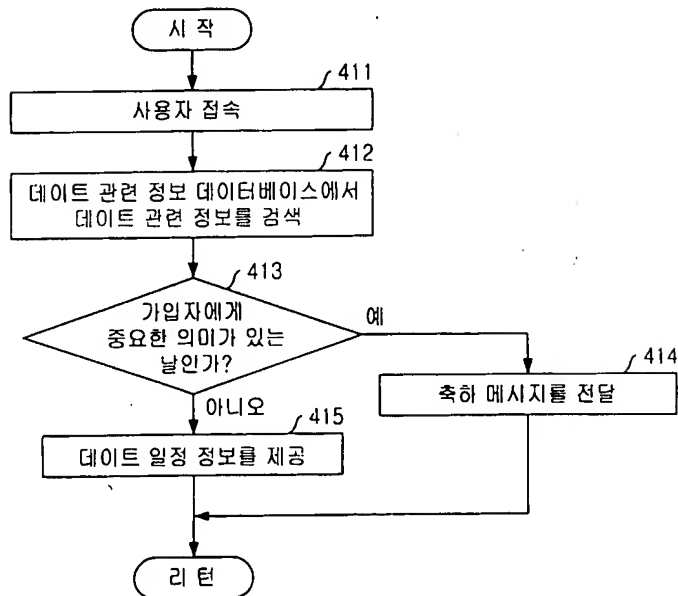 시 작
411
사용자 접속
412
데이트 관련 정보 데이터베이스에서
데이트 관련 정보를 검색
413
가입자에게
중요한 의미가 있는
날인가?
예
414
축하 메시지를 전달
아니오
415
데이트 일정 정보를 제공
리 턴